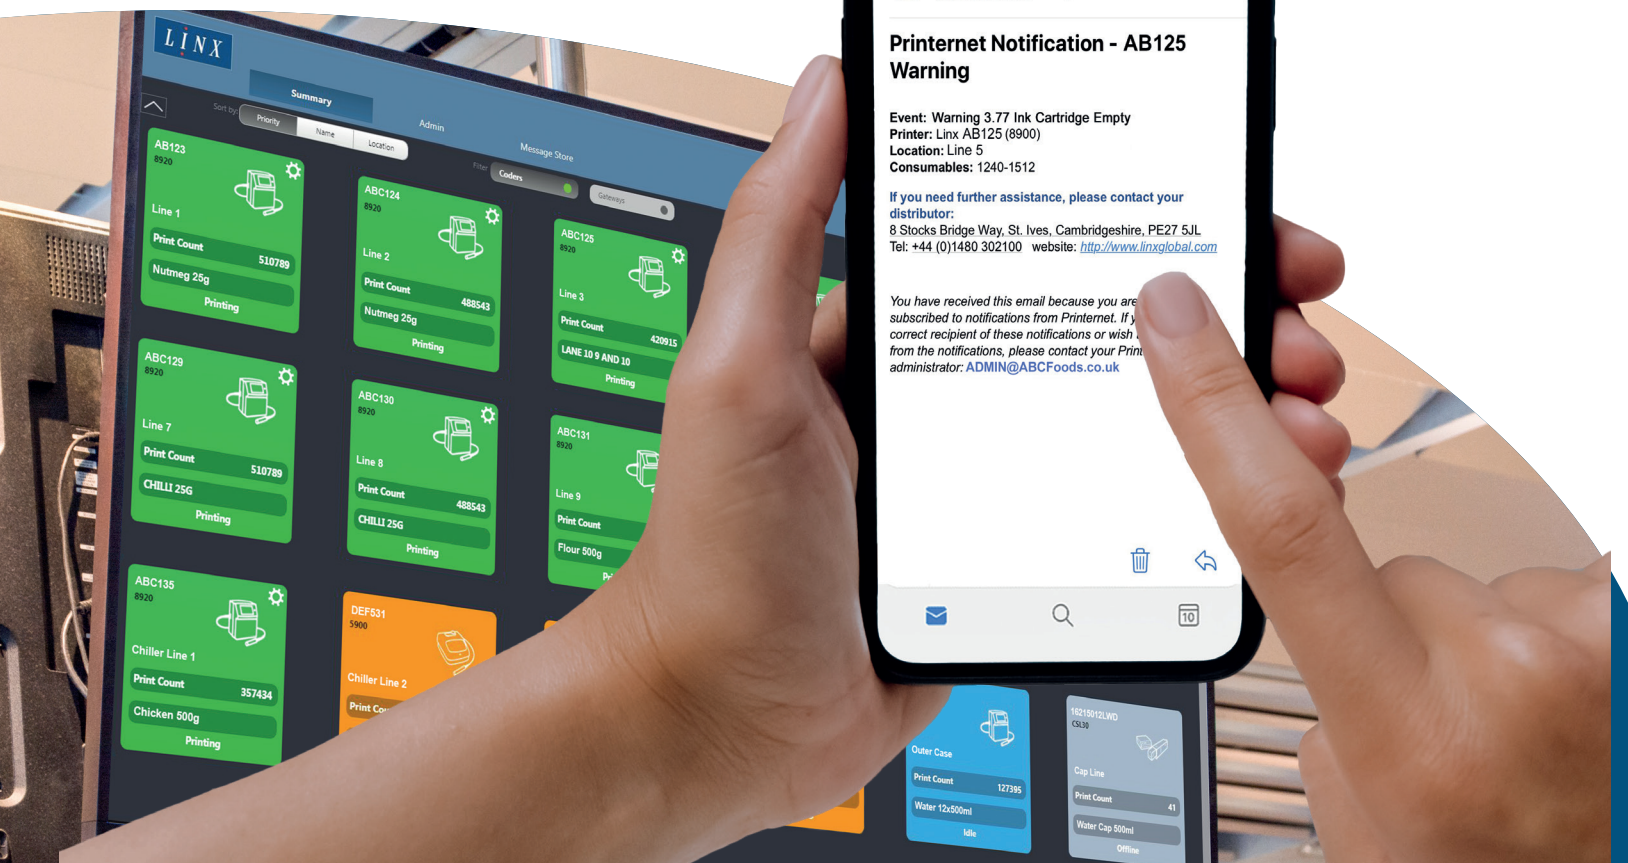 LINX
Summary
Admin
Message Store
Sort by:
Priority
Name
Location
Filter
Coders
Gateways
AB123
8920
Line 1
Print Count
510789
Nutmeg 25g
Printing
ABC124
8920
Line 2
Print Count
488543
Nutmeg 25g
Printing
ABC125
8920
Line 3
Print Count
420915
LANE 10 9 AND 10
Printing
ABC129
8920
Line 7
Print Count
510789
CHILLI 25G
Printing
ABC130
8920
Line 8
Print Count
488543
CHILLI 25G
Printing
ABC131
8920
Line 9
Print Count
Flour 500g
ABC135
8920
Chiller Line 1
Print Count
357434
Chicken 500g
Printing
DEF531
5900
Chiller Line 2
Print
Outer Case
Print Count
127395
Water 12x500ml
Idle
16215012LWD
CSL30
Cap Line
Print Count
41
Water Cap 500ml
Offline
Printernet Notification - AB125
Warning
Event: Warning 3.77 Ink Cartridge Empty
Printer: Linx AB125 (8900)
Location: Line 5
Consumables: 1240-1512
If you need further assistance, please contact your
distributor:
8 Stocks Bridge Way, St. Ives, Cambridgeshire, PE27 5JL
Tel: +44 (0)1480 302100 website: http://www.linxglobal.com
You have received this email because you are
subscribed to notifications from Printernet. If
correct recipient of these notifications or wish
from the notifications, please contact your
administrator: ADMIN@ABCFoods.co.uk
10